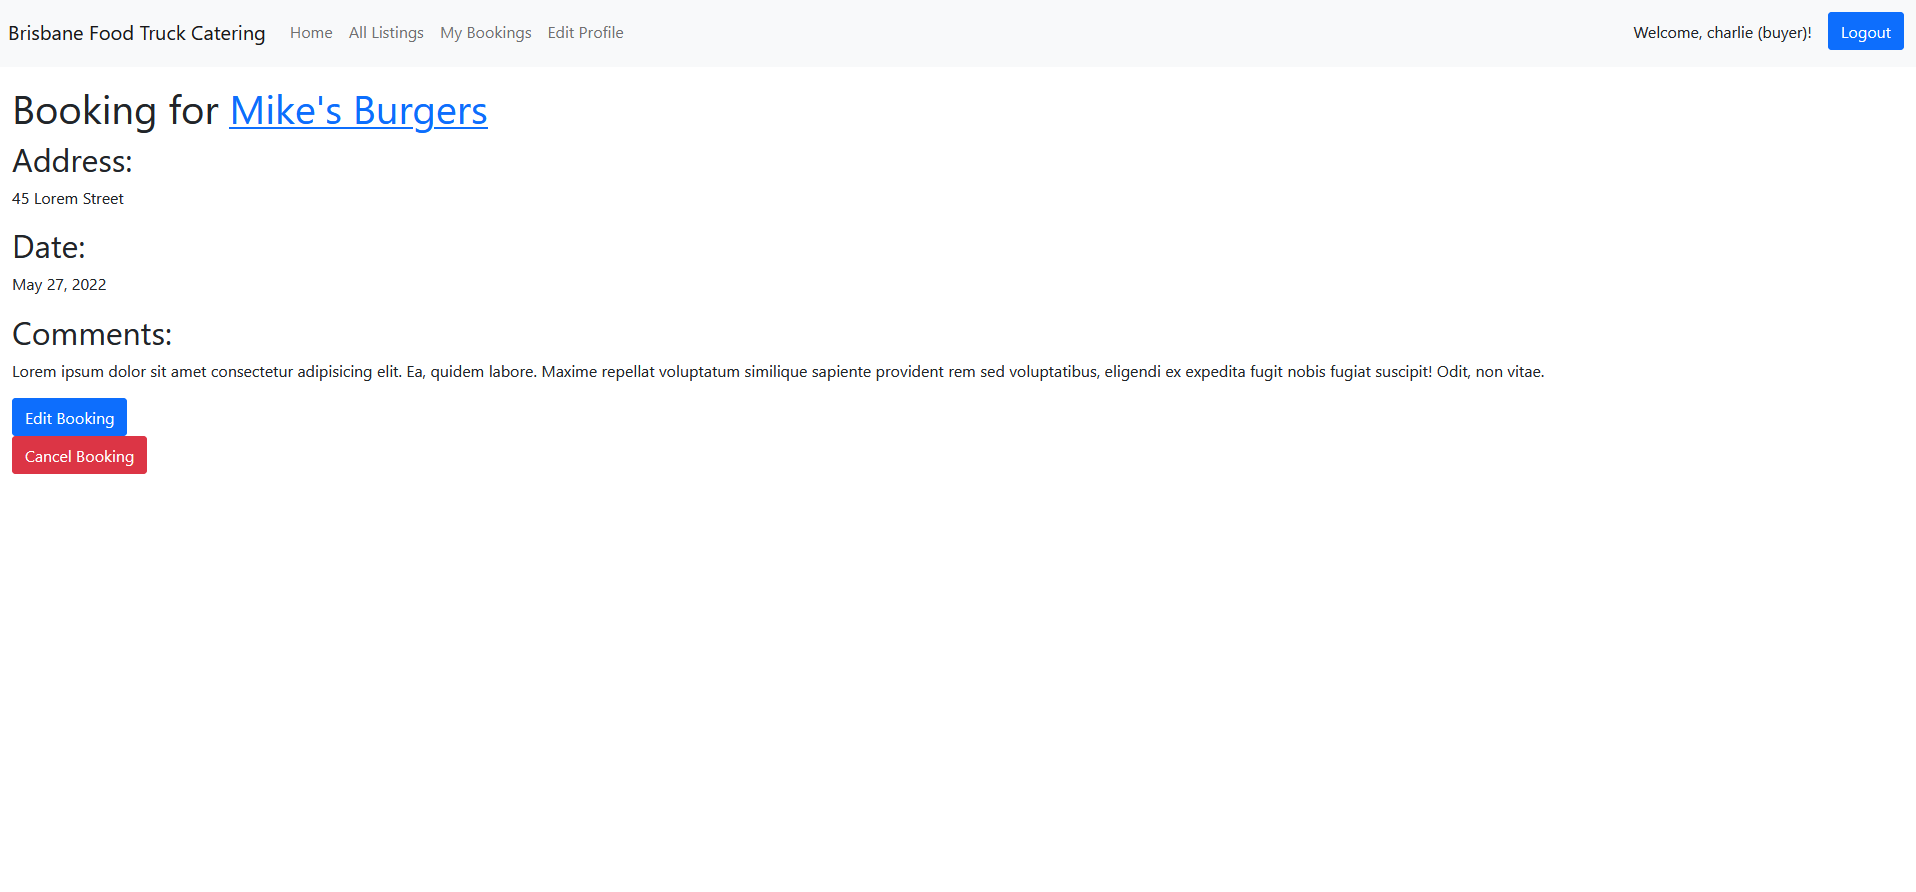 Brisbane Food Truck Catering Home All Listings My Bookings Edit Profile Welcome, charlie (buyer)! Logout
Booking for Mike's Burgers
Address:
45 Lorem Street
Date:
May 27, 2022
Comments:
Lorem ipsum dolor sit amet consectetur adipisicing elit. Ea, quidem labore. Maxime repellat voluptatum similique sapiente provident rem sed voluptatibus, eligendi ex expedita fugit nobis fugiat suscipit! Odit, non vitae.
Edit Booking
Cancel Booking